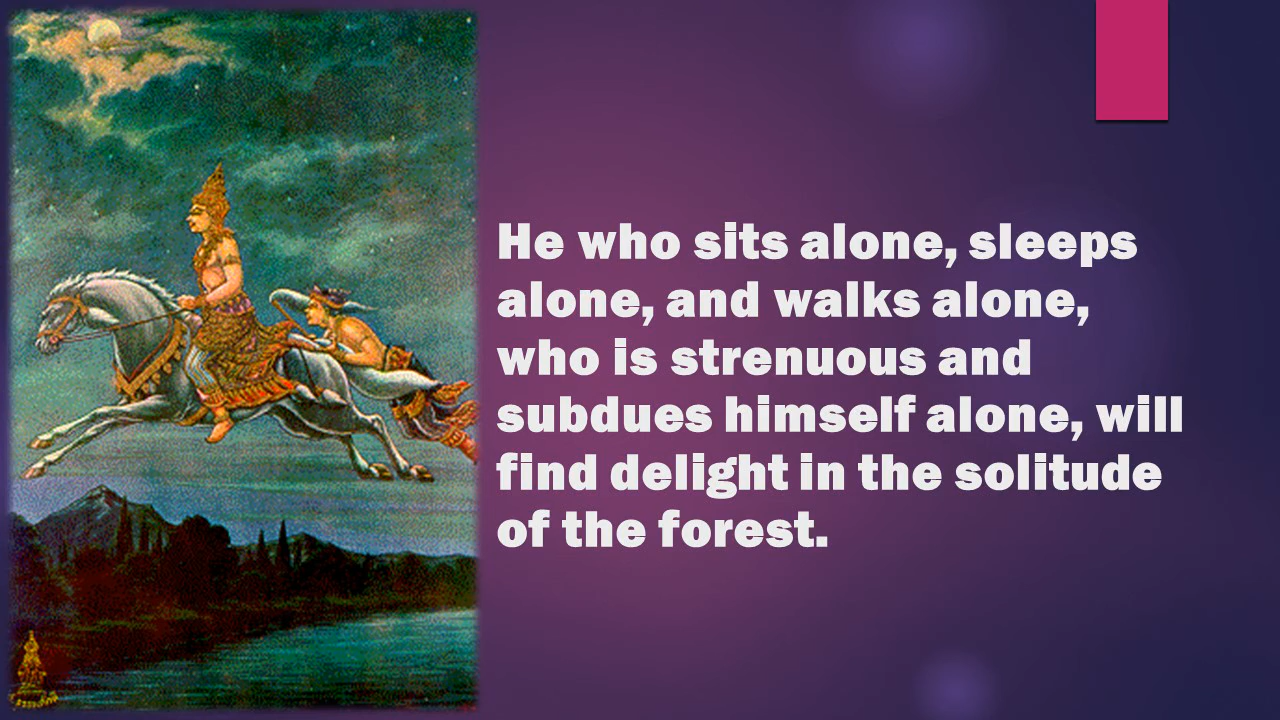 He who sits alone, sleeps
alone, and walks alone,
who is strenuous and
subdues himself alone, will
find delight in the solitude
of the forest.